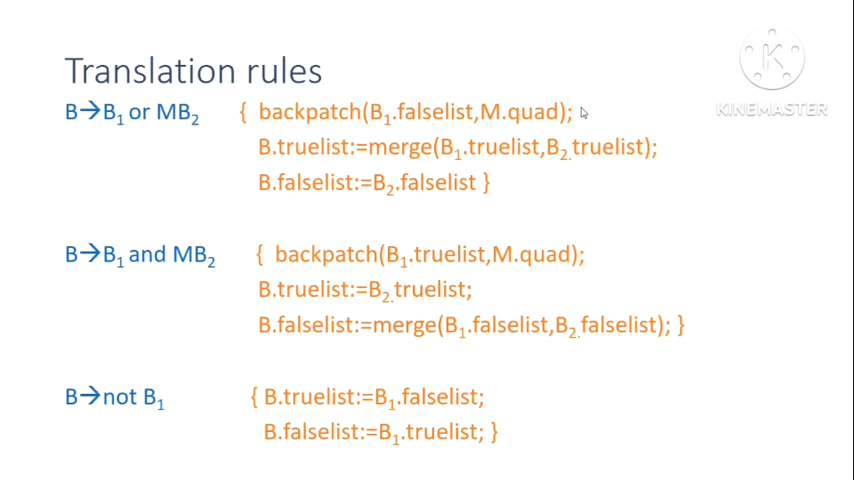 Translation rules
B→B₁ or MB₂ { backpatch(B₁.falselist,M.quad);
B.truelist:=merge(B₁.truelist,B₂.truelist);
B.falselist:=B₂.falselist }
B→B₁ and MB₂ { backpatch(B₁.truelist,M.quad);
B.truelist:=B₂.truelist;
B.falselist:=merge(B₁.falselist,B₂.falselist); }
B→not B₁ { B.truelist:=B₁.falselist;
B.falselist:=B₁.truelist; }
K
KINEMASTER